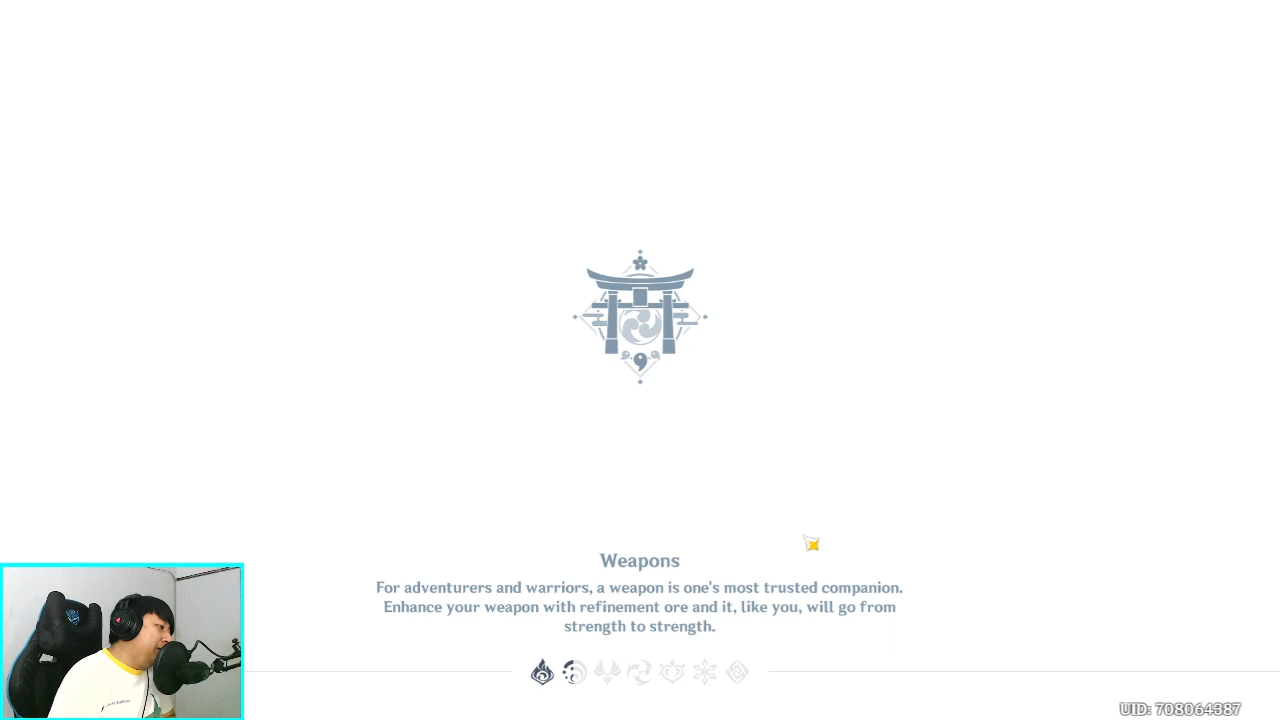 Weapons
For adventurers and warriors, a weapon is one's most trusted companion.
Enhance your weapon with refinement ore and it, like you, will go from
strength to strength.
UID: 708064387